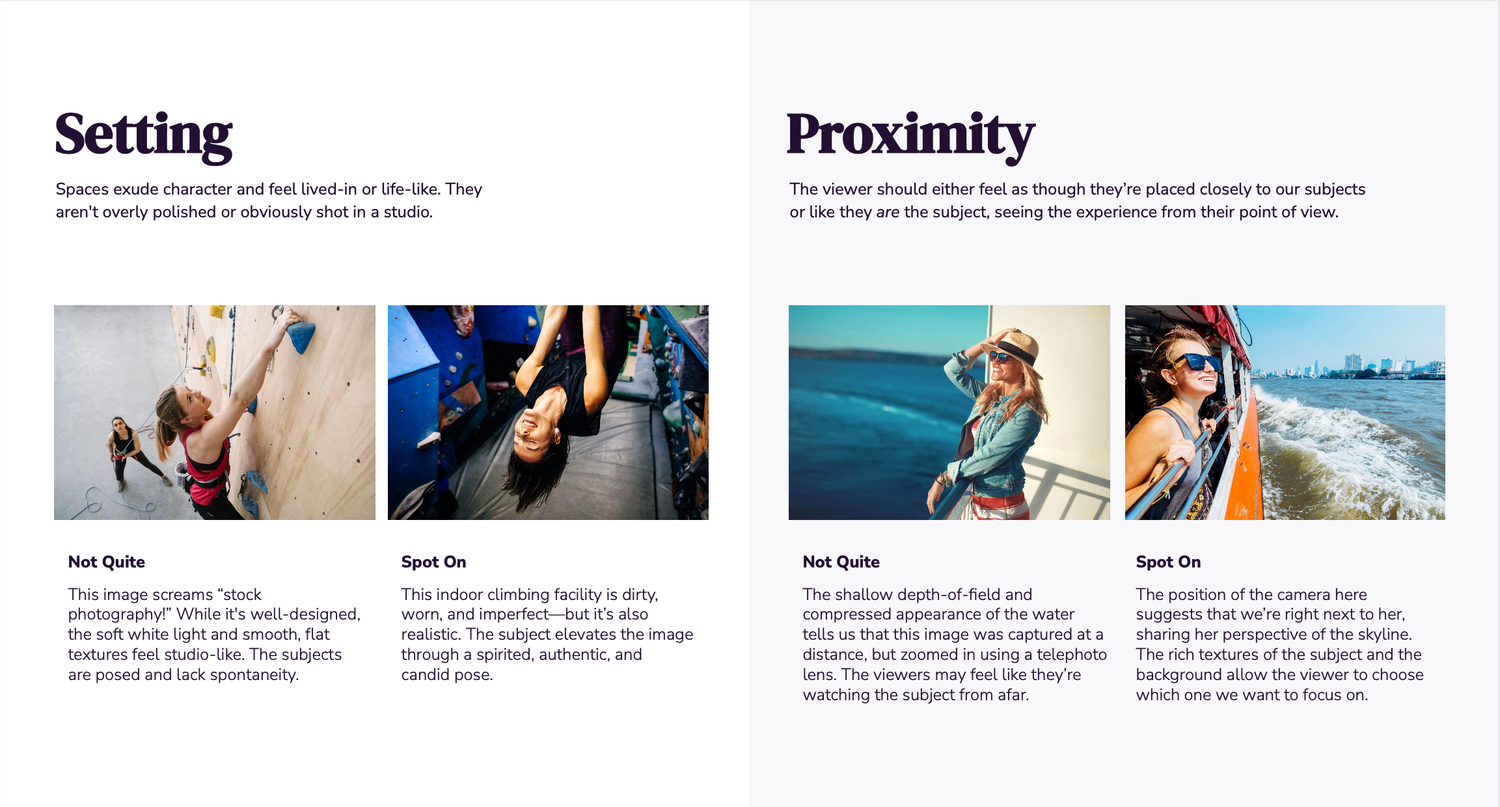 Setting
Spaces exude character and feel lived-in or life-like. They
aren't overly polished or obviously shot in a studio.
Not Quite
This image screams “stock
photography!” While it's well-designed,
the soft white light and smooth, flat
textures feel studio-like. The subjects
are posed and lack spontaneity.
Spot On
This indoor climbing facility is dirty,
worn, and imperfect—but it’s also
realistic. The subject elevates the image
through a spirited, authentic, and
candid pose.
Proximity
The viewer should either feel as though they’re placed closely to our subjects
or like they are the subject, seeing the experience from their point of view.
Not Quite
The shallow depth-of-field and
compressed appearance of the water
tells us that this image was captured at a
distance, but zoomed in using a telephoto
lens. The viewers may feel like they’re
watching the subject from afar.
Spot On
The position of the camera here
suggests that we’re right next to her,
sharing her perspective of the skyline.
The rich textures of the subject and the
background allow the viewer to choose
which one we want to focus on.